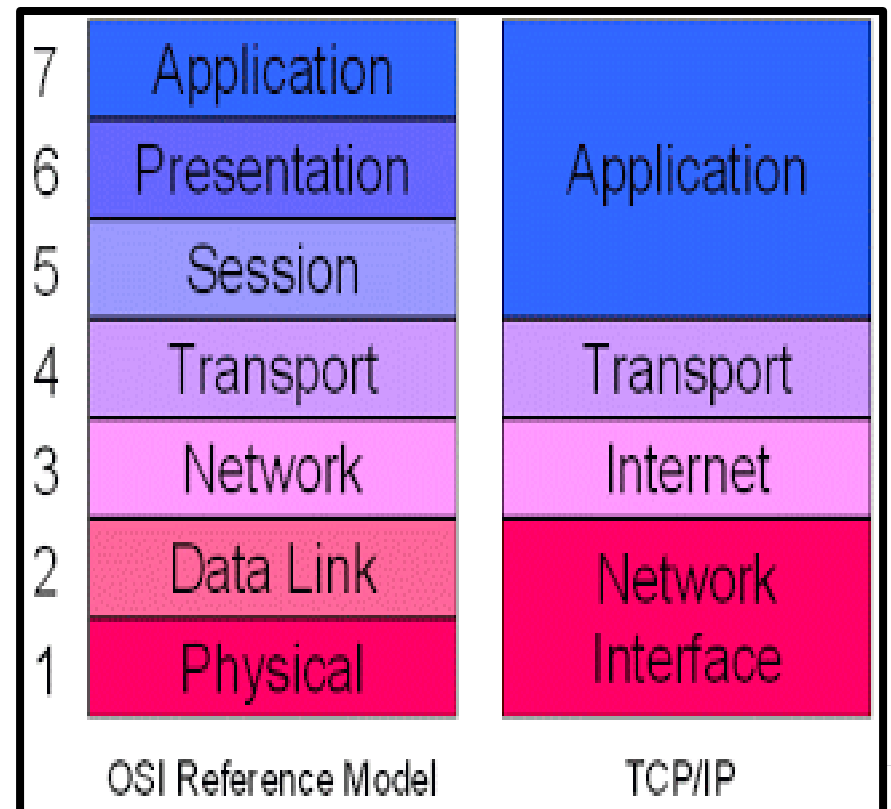 7 Application
6 Presentation
5 Session
4 Transport
3 Network
2 Data Link
1 Physical
OSI Reference Model
Application
Transport
Internet
Network
Interface
TCP/IP